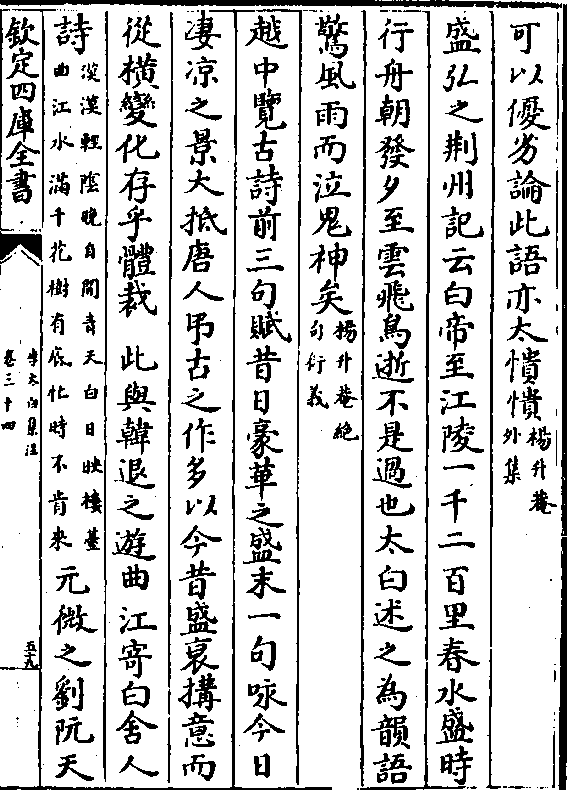 可以優劣論此語亦太憒憒楊升菴外集
盛弘之荆州記云白帝至江陵一千二百里春水盛時
行舟朝發夕至雲飛鳥逝不是過也太白述之為韻語
驚風雨而泣鬼神矣楊升菴絶句衍義
越中覽古詩前三句賦昔日豪華之盛末一句咏今日
凄凉之景大抵唐人弔古之作多以今昔盛衰搆意而
從横變化存乎體裁 此與韓退之遊曲江寄白舍人
詩漠漠輕陰晚自開青天白日映樓臺曲江水滿千花樹有底忙時不肯來元微之劉阮天
欽定四庫全書
李太白集注
卷三十四
五十九